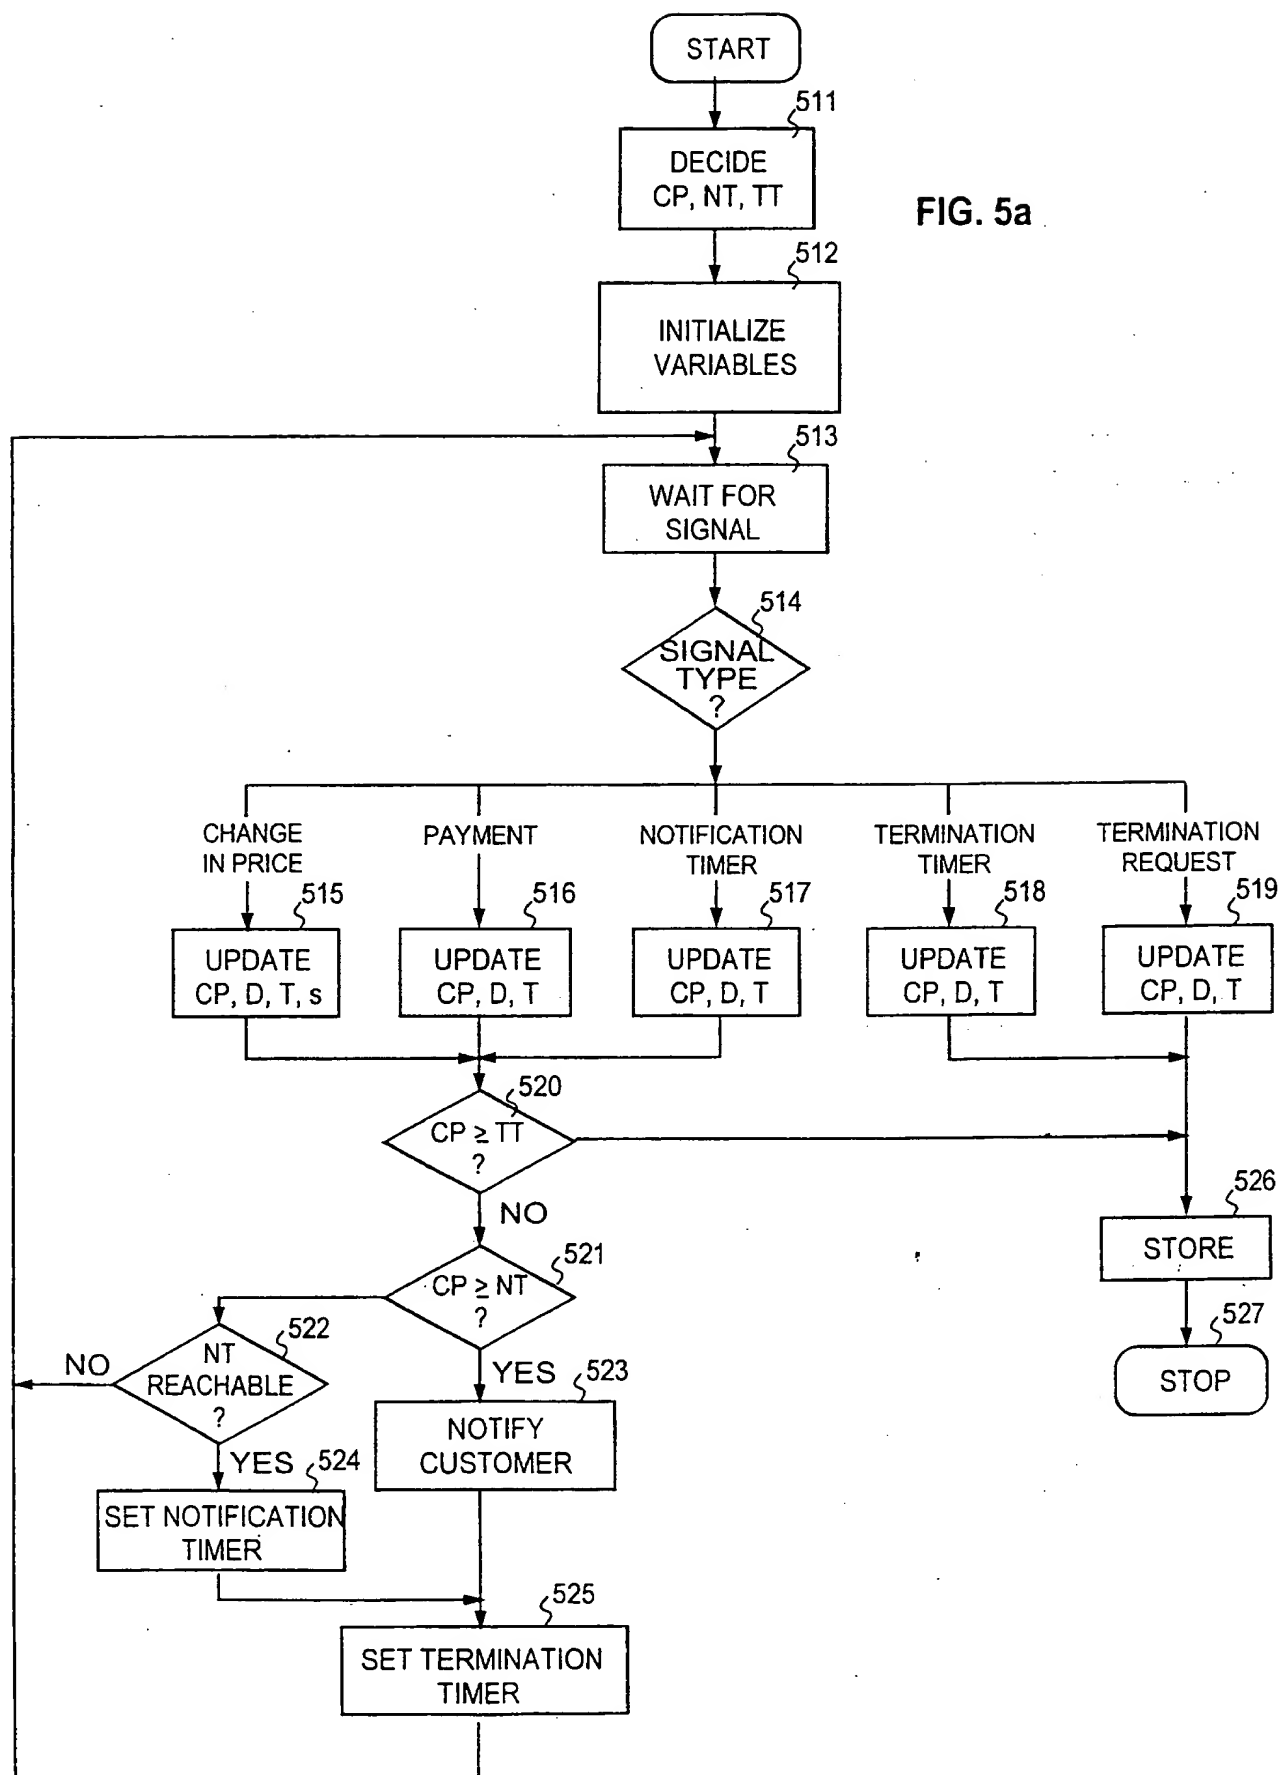 START
511
DECIDE
CP, NT, TT
FIG. 5a
512
INITIALIZE
VARIABLES
513
WAIT FOR
SIGNAL
514
SIGNAL
TYPE
?
CHANGE
IN PRICE
PAYMENT
NOTIFICATION
TIMER
TERMINATION
TIMER
TERMINATION
REQUEST
515
UPDATE
CP, D, T, s
516
UPDATE
CP, D, T
517
UPDATE
CP, D, T
518
UPDATE
CP, D, T
519
UPDATE
CP, D, T
520
CP ≥ TT
?
NO
526
STORE
521
CP ≥ NT
?
527
STOP
522
NT
REACHABLE
?
NO
YES
523
NOTIFY
CUSTOMER
YES
524
SET NOTIFICATION
TIMER
525
SET TERMINATION
TIMER